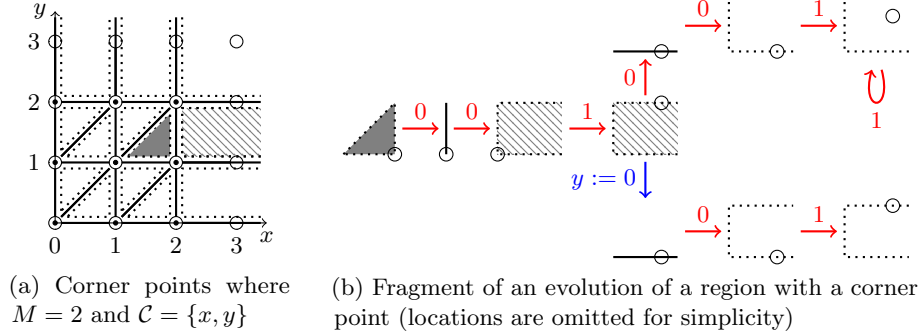 y
3
2
1
0
0 1 2 3 x
0 1
0 0 1 0 1
y := 0
0 1
(a) Corner points where
M = 2 and C = {x, y}
(b) Fragment of an evolution of a region with a corner
point (locations are omitted for simplicity)